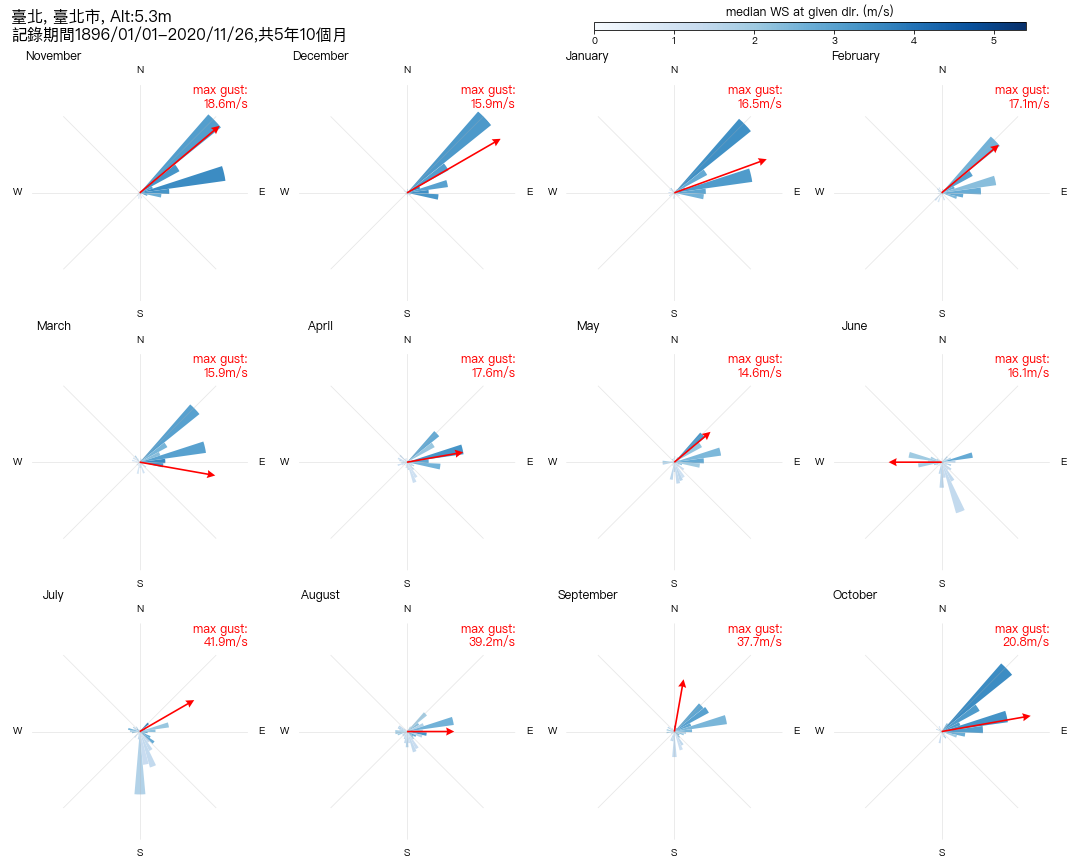 臺北, 臺北市, Alt:5.3m
記錄期間1896/01/01-2020/11/26,共5年10個月
median WS at given dir. (m/s)
0 1 2 3 4 5
November
N
max gust:
18.6m/s
W E
S
December
N
max gust:
15.9m/s
W E
S
January
N
max gust:
16.5m/s
W E
S
February
N
max gust:
17.1m/s
W E
S
March
N
max gust:
15.9m/s
W E
S
April
N
max gust:
17.6m/s
W E
S
May
N
max gust:
14.6m/s
W E
S
June
N
max gust:
16.1m/s
W E
S
July
N
max gust:
41.9m/s
W E
S
August
N
max gust:
39.2m/s
W E
S
September
N
max gust:
37.7m/s
W E
S
October
N
max gust:
20.8m/s
W E
S